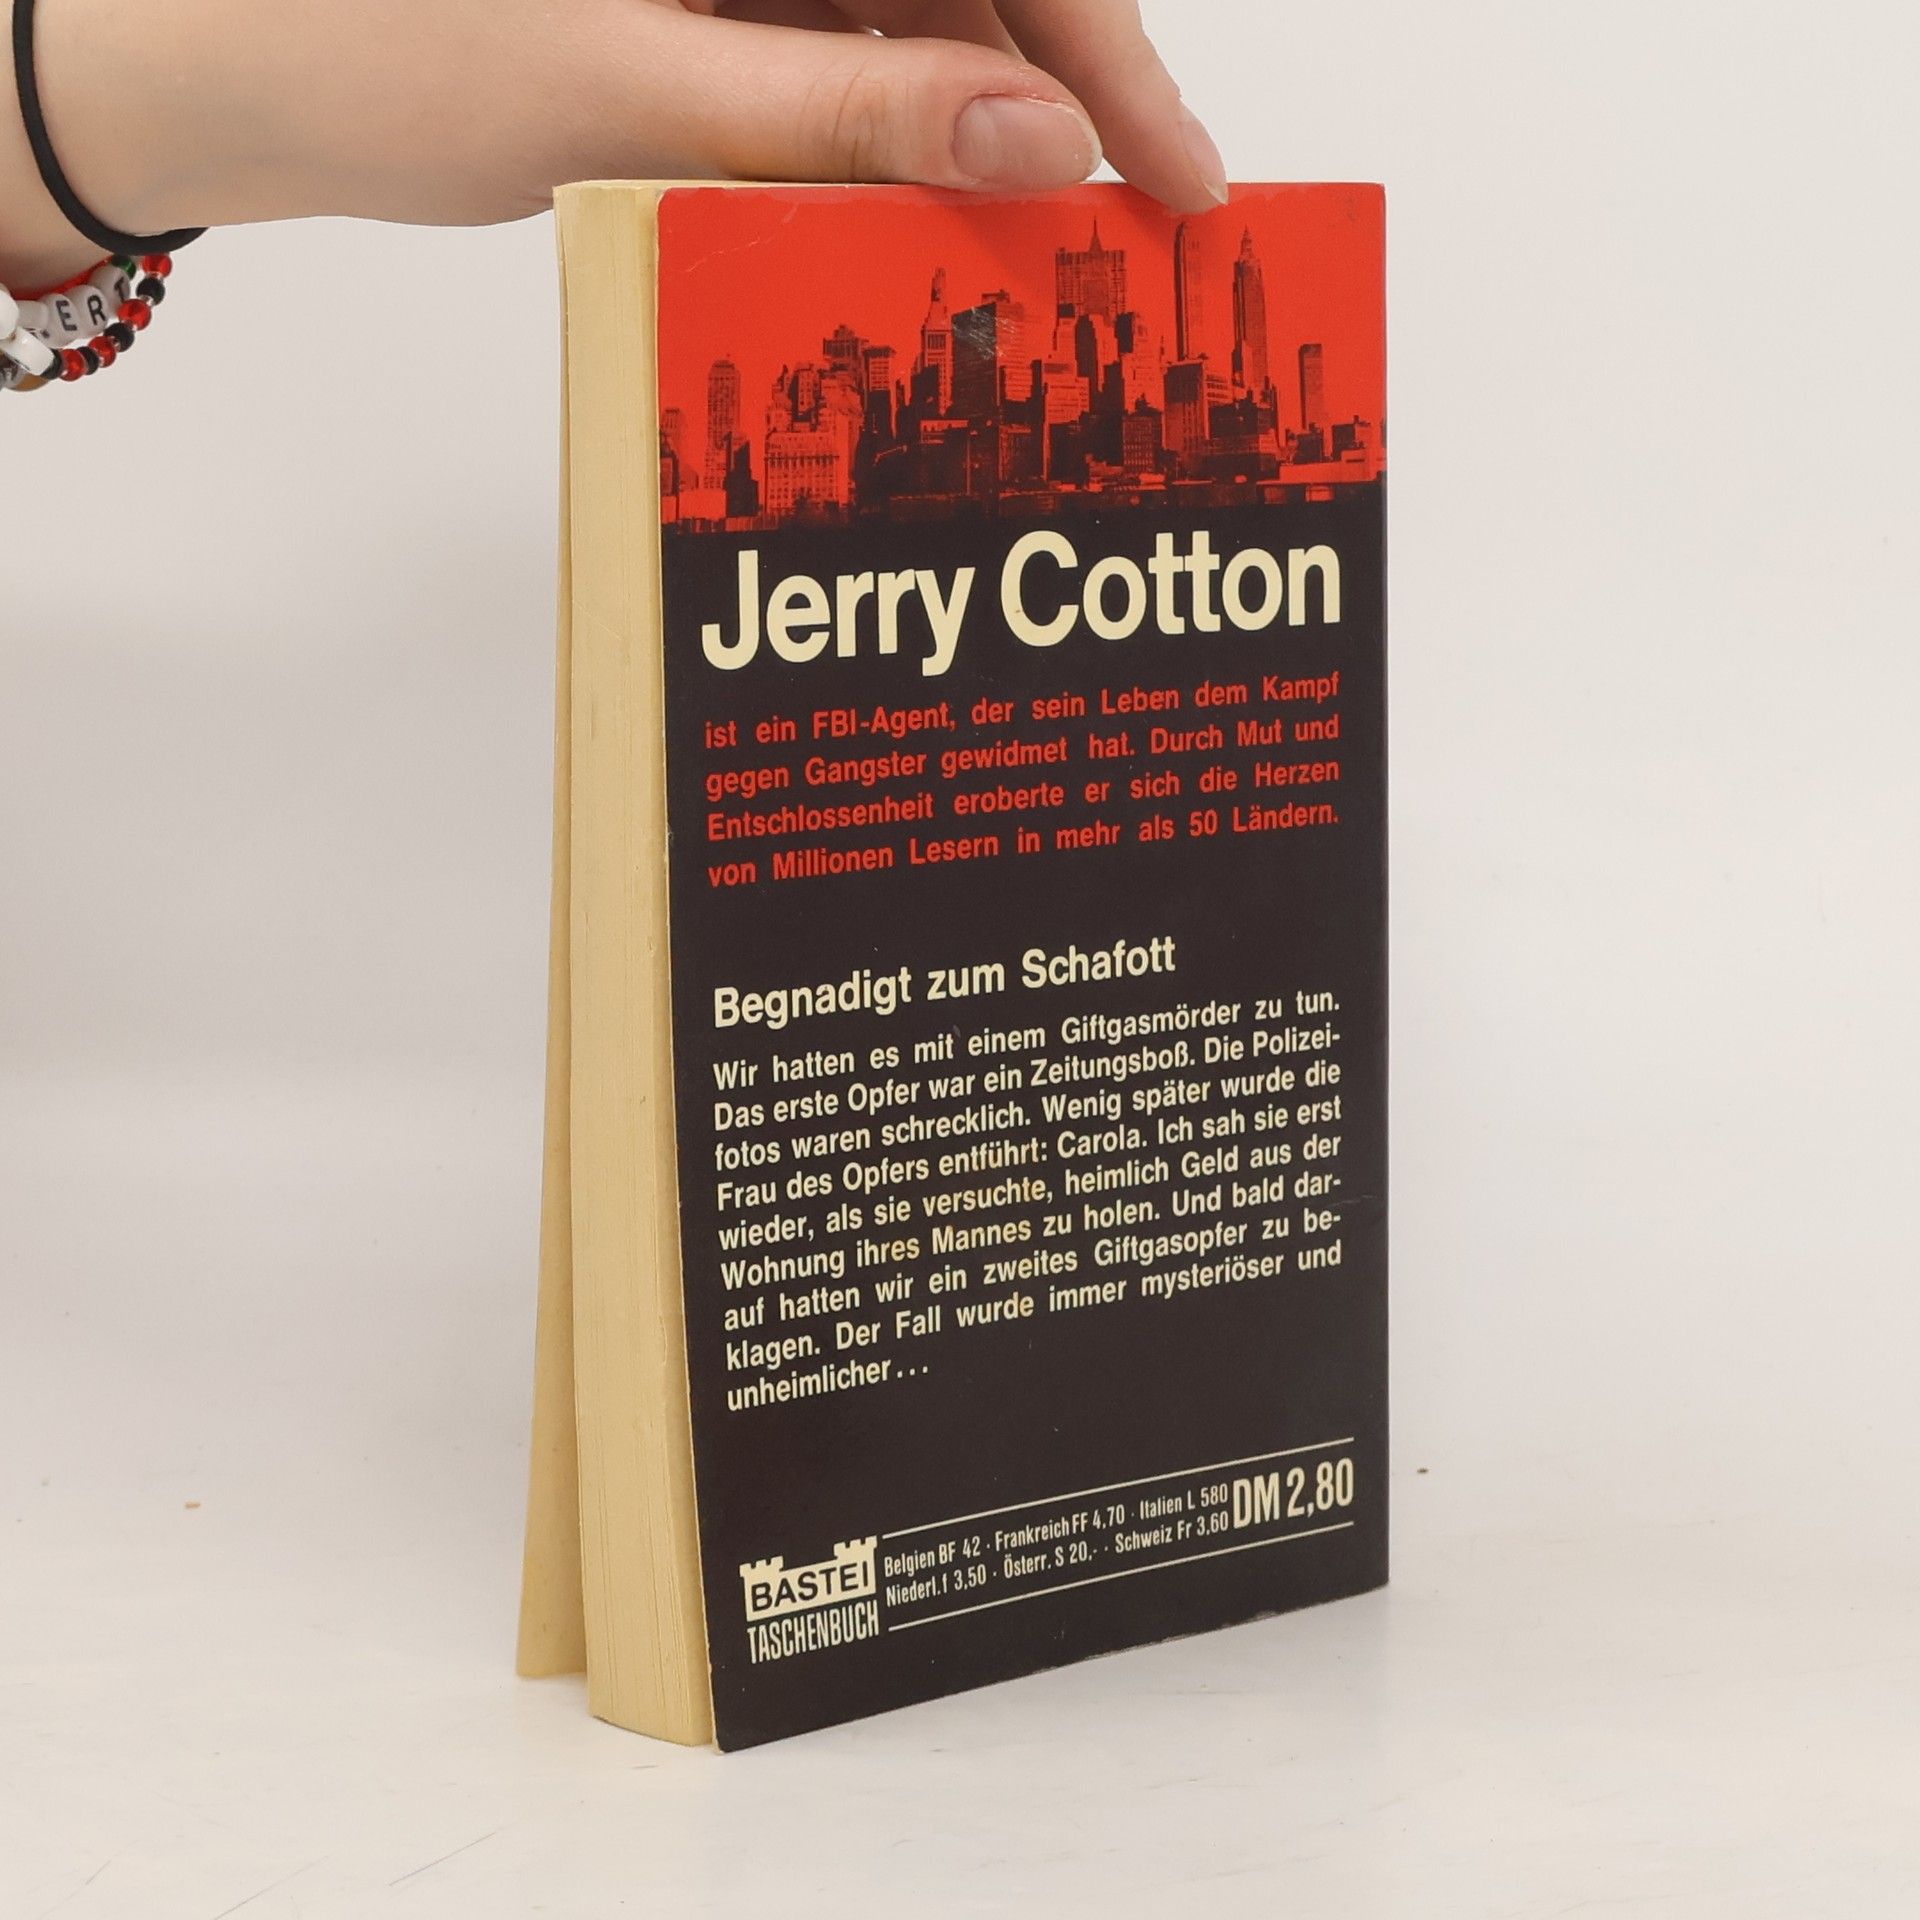 ERT
Jerry Cotton
ist ein FBI-Agent, der sein Leben dem Kampf
gegen Gangster gewidmet hat. Durch Mut und
Entschlossenheit eroberte er sich die Herzen
von Millionen Lesern in mehr als 50 Ländern.
Begnadigt zum Schafott
Wir hatten es mit einem Giftgasmörder zu tun.
Das erste Opfer war ein Zeitungsboß. Die Polizei-
fotos waren schrecklich. Wenig später wurde die
Frau des Opfers entführt: Carola. Ich sah sie erst
wieder, als sie versuchte, heimlich Geld aus der
Wohnung ihres Mannes zu holen. Und bald dar-
auf hatten wir ein zweites Giftgasopfer zu be-
klagen. Der Fall wurde immer mysteriöser und
unheimlicher...
Belgien BF 42 · Frankreich FF 4,70 · Italien L 580
Niederl. f 3,50 · Österr. S 20,- · Schweiz Fr 3,60
DM 2,80
BASTEI
TASCHENBUCH